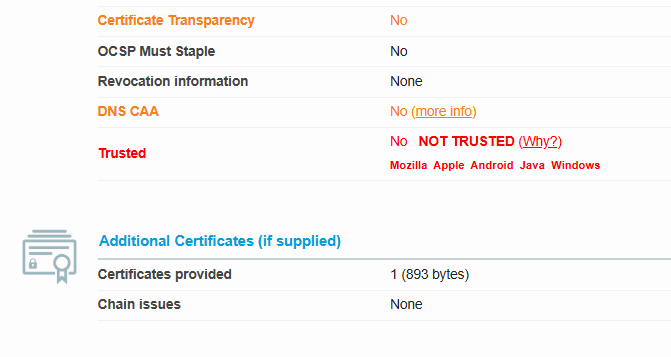 Certificate Transparency No
OCSP Must Staple No
Revocation information None
DNS CAA No (more info)
Trusted No NOT TRUSTED (Why?)
Mozilla Apple Android Java Windows
Additional Certificates (if supplied)
Certificates provided 1 (893 bytes)
Chain issues None